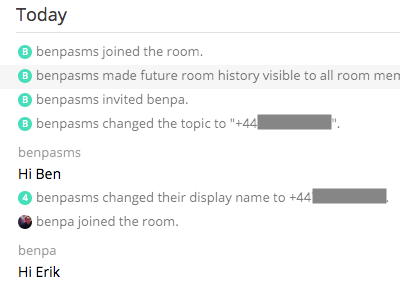 Today
B benpasms joined the room.
B benpasms made future room history visible to all room mem
B benpasms invited benpa.
B benpasms changed the topic to "+44 ".
benpasms
Hi Ben
4 benpasms changed their display name to +44 .
benpa joined the room.
benpa
Hi Erik